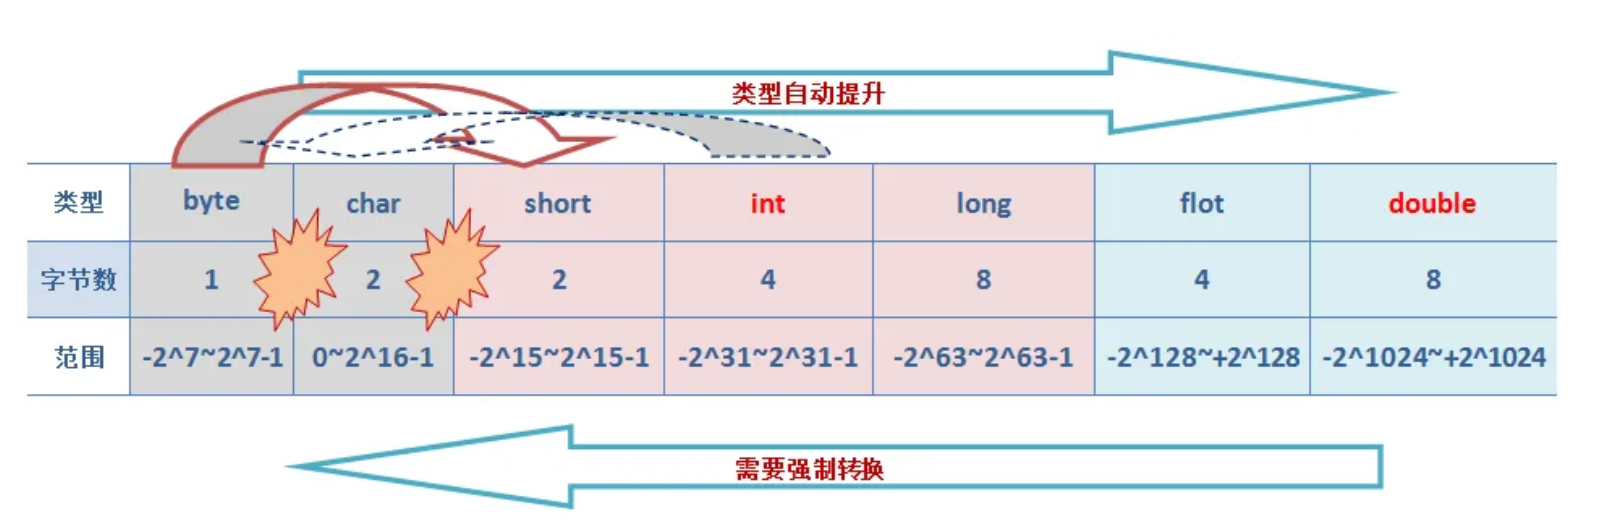 类型自动提升
类型 byte char short int long flot double
字节数 1 2 2 4 8 4 8
范围 -2^7~2^7-1 0~2^16-1 -2^15~2^15-1 -2^31~2^31-1 -2^63~2^63-1 -2^128~+2^128 -2^1024~+2^1024
需要强制转换